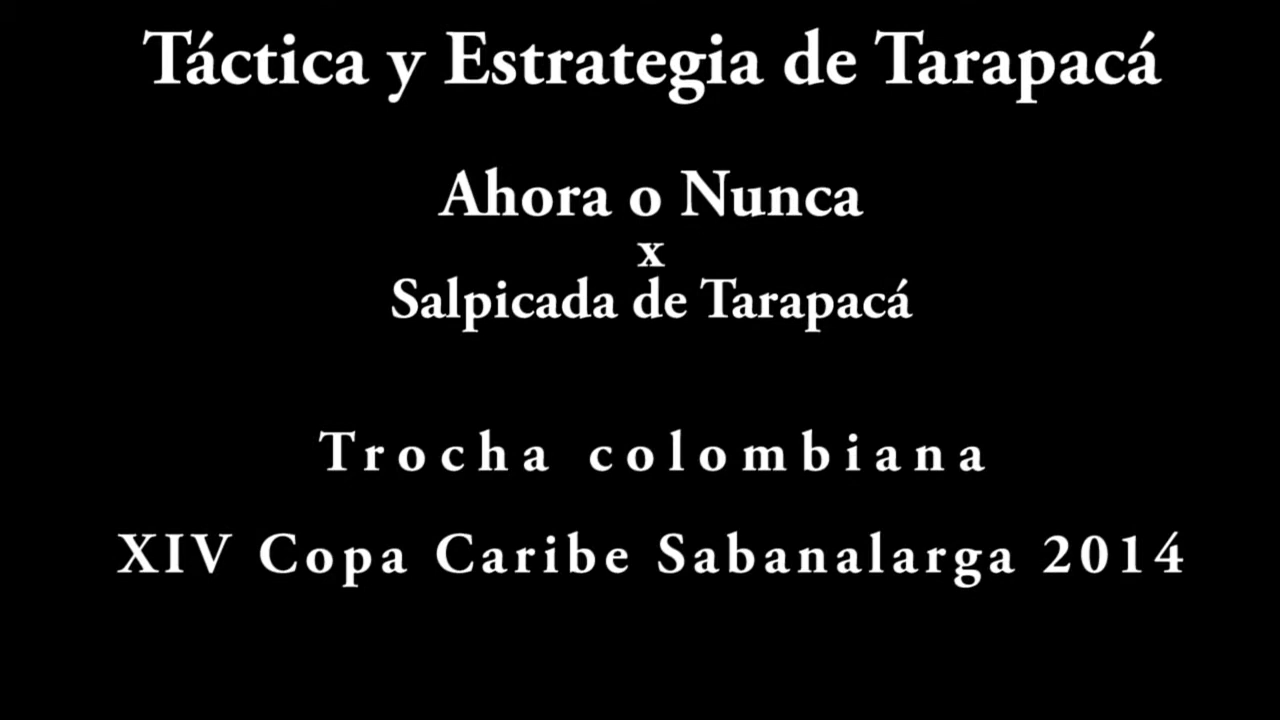 Táctica y Estrategia de Tarapacá
Ahora o Nunca
x
Salpicada de Tarapacá
Trocha colombiana
XIV Copa Caribe Sabanalarga 2014